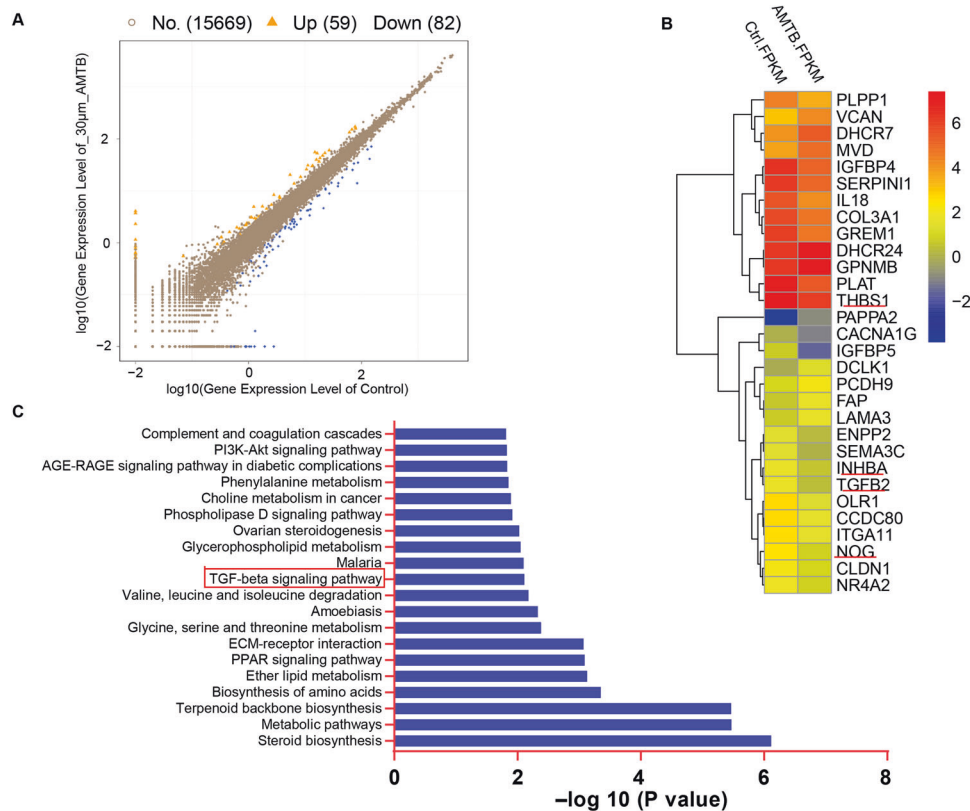 A
No. (15669) Up (59) Down (82)
log10(Gene Expression Level of_30μm_AMTB)
2
0
−2
−2 0 2
log10(Gene Expression Level of Control)
B
Ctrl.FPKM
AMTB.FPKM
PLPP1
VCAN
DHCR7
MVD
IGFBP4
SERPINI1
IL18
COL3A1
GREM1
DHCR24
GPNMB
PLAT
THBS1
PAPPA2
CACNA1G
IGFBP5
DCLK1
PCDH9
FAP
LAMA3
ENPP2
SEMA3C
INHBA
TGFB2
OLR1
CCDC80
ITGA11
NOG
CLDN1
NR4A2
6
4
2
0
−2
C
Complement and coagulation cascades
PI3K-Akt signaling pathway
AGE-RAGE signaling pathway in diabetic complications
Phenylalanine metabolism
Choline metabolism in cancer
Phospholipase D signaling pathway
Ovarian steroidogenesis
Glycerophospholipid metabolism
Malaria
TGF-beta signaling pathway
Valine, leucine and isoleucine degradation
Amoebiasis
Glycine, serine and threonine metabolism
ECM-receptor interaction
PPAR signaling pathway
Ether lipid metabolism
Biosynthesis of amino acids
Terpenoid backbone biosynthesis
Metabolic pathways
Steroid biosynthesis
0 2 4 6 8
−log 10 (P value)